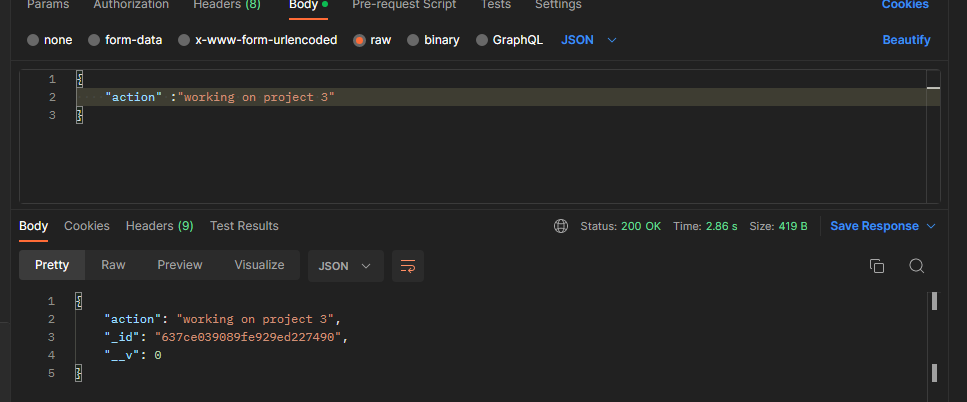 Params Authorization Headers (8) Body Pre-request Script Tests Settings Cookies
none form-data x-www-form-urlencoded raw binary GraphQL JSON Beautify
1 {
2 "action" :"working on project 3"
3 }
Body Cookies Headers (9) Test Results Status: 200 OK Time: 2.86 s Size: 419 B Save Response
Pretty Raw Preview Visualize JSON
1 {
2 "action": "working on project 3",
3 "_id": "637ce039089fe929ed227490",
4 "__v": 0
5 }